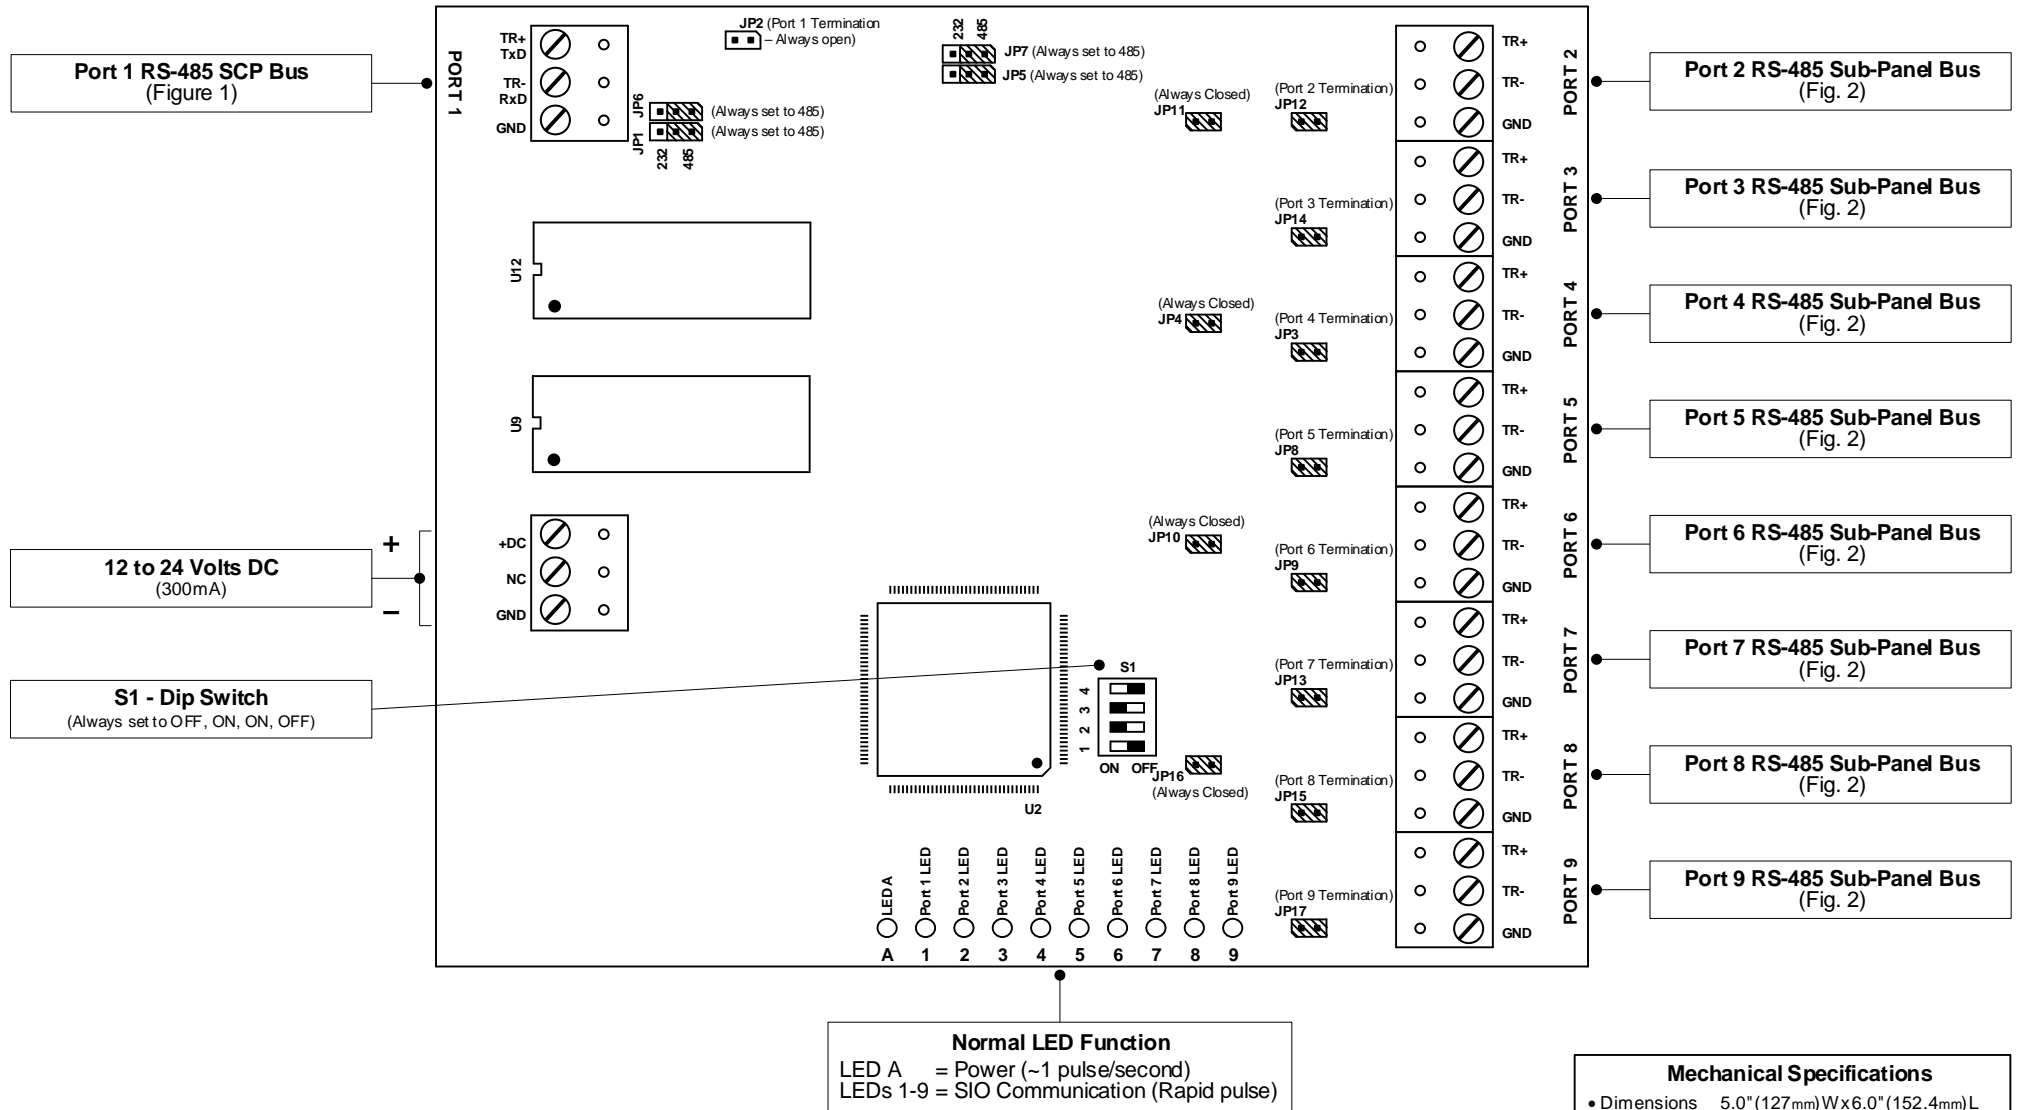 Port 1 RS-485 SCP Bus
(Figure 1)
12 to 24 Volts DC
(300mA)
+
−
S1 - Dip Switch
(Always set to OFF, ON, ON, OFF)
PORT 1
TR+
TxD
TR-
RxD
GND
JP2 (Port 1 Termination
– Always open)
JP6
(Always set to 485)
JP1
(Always set to 485)
232
485
232
485
JP7 (Always set to 485)
JP5 (Always set to 485)
U12
U9
+DC
NC
GND
U2
S1
4
3
2
1
ON OFF
(Always Closed)
JP11
(Always Closed)
JP4
(Always Closed)
JP10
JP16
(Always Closed)
(Port 2 Termination)
JP12
(Port 3 Termination)
JP14
(Port 4 Termination)
JP3
(Port 5 Termination)
JP8
(Port 6 Termination)
JP9
(Port 7 Termination)
JP13
(Port 8 Termination)
JP15
(Port 9 Termination)
JP17
TR+
TR-
GND
PORT 2
TR+
TR-
GND
PORT 3
TR+
TR-
GND
PORT 4
TR+
TR-
GND
PORT 5
TR+
TR-
GND
PORT 6
TR+
TR-
GND
PORT 7
TR+
TR-
GND
PORT 8
TR+
TR-
GND
PORT 9
Port 2 RS-485 Sub-Panel Bus
(Fig. 2)
Port 3 RS-485 Sub-Panel Bus
(Fig. 2)
Port 4 RS-485 Sub-Panel Bus
(Fig. 2)
Port 5 RS-485 Sub-Panel Bus
(Fig. 2)
Port 6 RS-485 Sub-Panel Bus
(Fig. 2)
Port 7 RS-485 Sub-Panel Bus
(Fig. 2)
Port 8 RS-485 Sub-Panel Bus
(Fig. 2)
Port 9 RS-485 Sub-Panel Bus
(Fig. 2)
LED A
Port 1 LED
Port 2 LED
Port 3 LED
Port 4 LED
Port 5 LED
Port 6 LED
Port 7 LED
Port 8 LED
Port 9 LED
A 1 2 3 4 5 6 7 8 9
Normal LED Function
LED A = Power (~1 pulse/second)
LEDs 1-9 = SIO Communication (Rapid pulse)
Mechanical Specifications
• Dimensions 5.0"(127mm)Wx6.0"(152.4mm)L